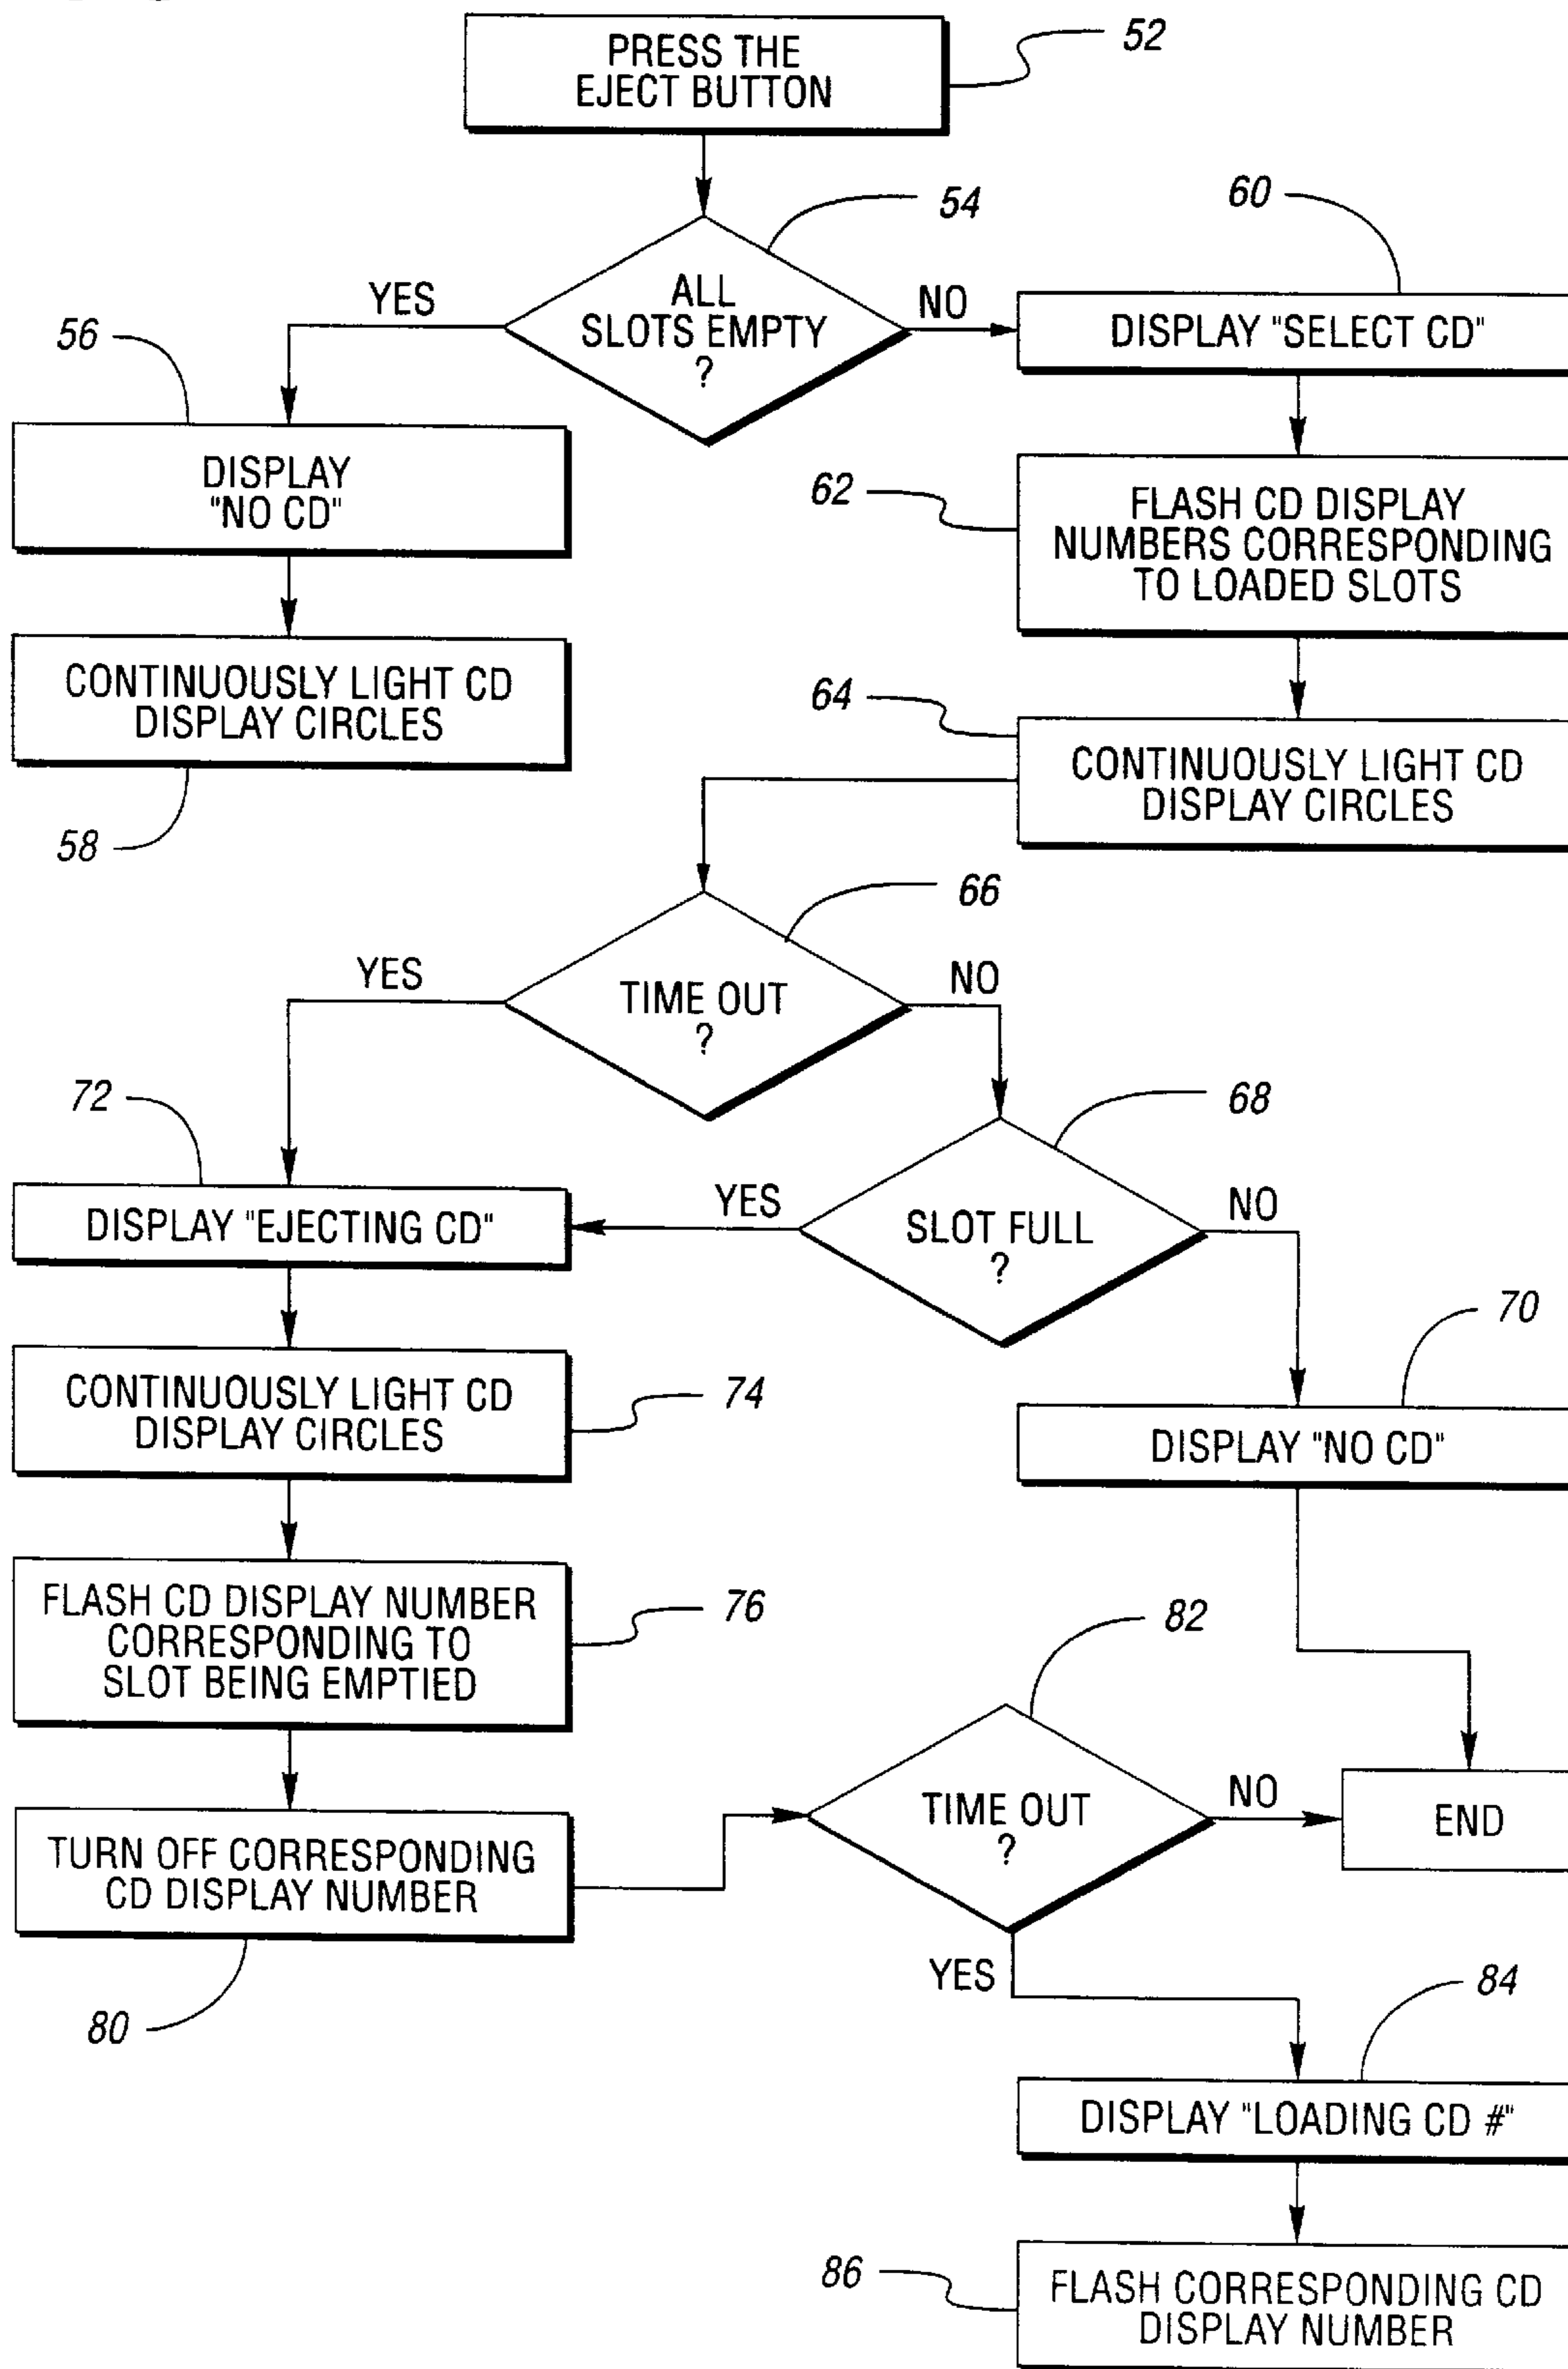 PRESS THE
EJECT BUTTON
52
ALL
SLOTS EMPTY
?
54
YES
NO
60
DISPLAY "SELECT CD"
56
DISPLAY
"NO CD"
62
FLASH CD DISPLAY
NUMBERS CORRESPONDING
TO LOADED SLOTS
CONTINUOUSLY LIGHT CD
DISPLAY CIRCLES
58
64
CONTINUOUSLY LIGHT CD
DISPLAY CIRCLES
66
TIME OUT
?
YES
NO
68
SLOT FULL
?
YES
NO
72
DISPLAY "EJECTING CD"
70
DISPLAY "NO CD"
CONTINUOUSLY LIGHT CD
DISPLAY CIRCLES
74
FLASH CD DISPLAY NUMBER
CORRESPONDING TO
SLOT BEING EMPTIED
76
82
TIME OUT
?
NO
END
TURN OFF CORRESPONDING
CD DISPLAY NUMBER
80
YES
84
DISPLAY "LOADING CD #"
86
FLASH CORRESPONDING CD
DISPLAY NUMBER